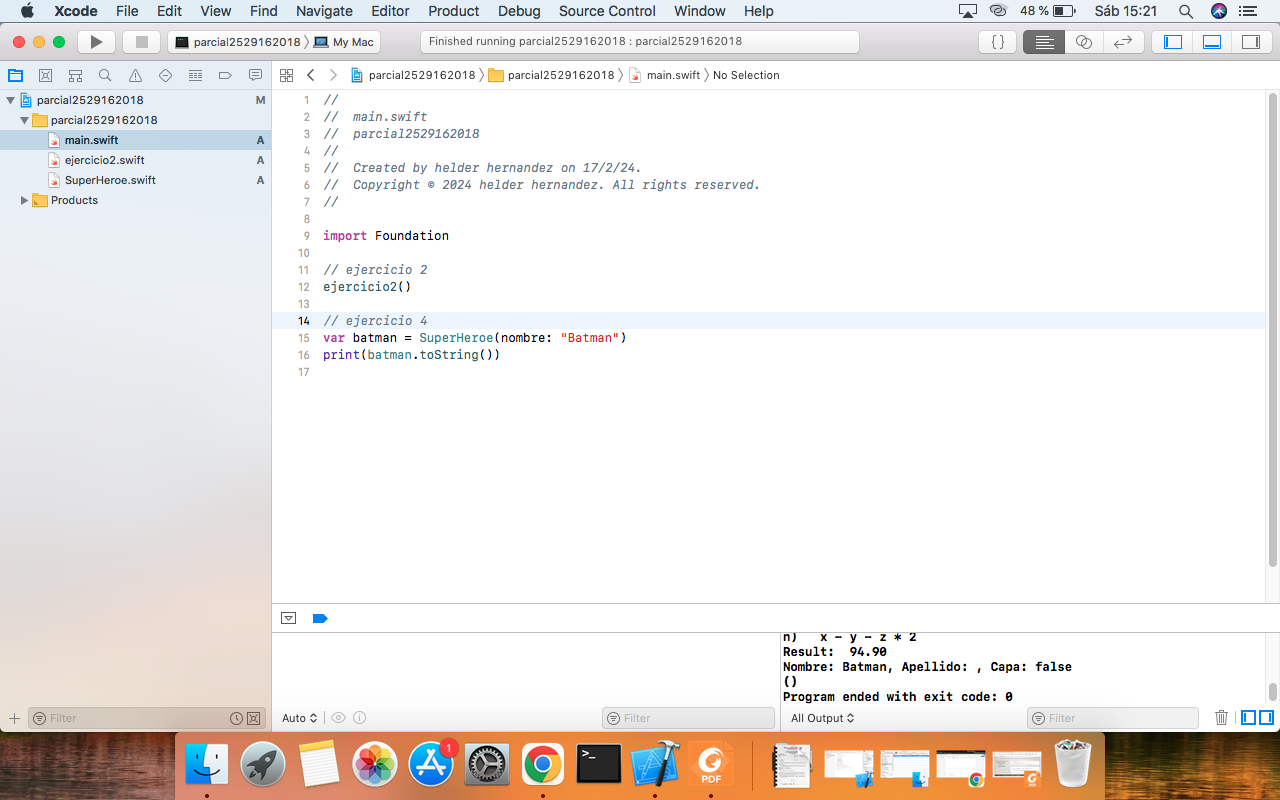 Xcode File Edit View Find Navigate Editor Product Debug Source Control Window Help 48 % Sáb 15:21
parcial2529162018 My Mac Finished running parcial2529162018 : parcial2529162018 {}
parcial2529162018 parcial2529162018 main.swift No Selection
parcial2529162018 M
parcial2529162018
main.swift A
ejercicio2.swift A
SuperHeroe.swift A
Products
1 //
2 // main.swift
3 // parcial2529162018
4 //
5 // Created by helder hernandez on 17/2/24.
6 // Copyright © 2024 helder hernandez. All rights reserved.
7 //
8
9 import Foundation
10
11 // ejercicio 2
12 ejercicio2()
13
14 // ejercicio 4
15 var batman = SuperHeroe(nombre: "Batman")
16 print(batman.toString())
17
n) x - y - z * 2
Result: 94.90
Nombre: Batman, Apellido: , Capa: false
()
Program ended with exit code: 0
Filter
Auto Filter
All Output Filter
1
PDF